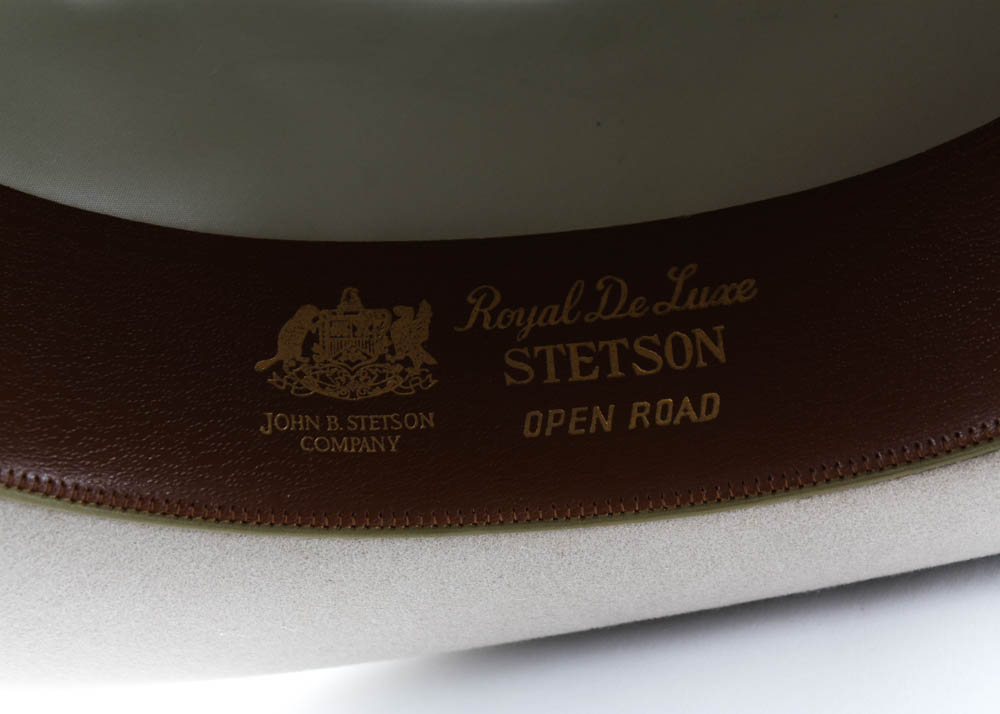 Royal De Luxe
STETSON
OPEN ROAD
JOHN B. STETSON
COMPANY